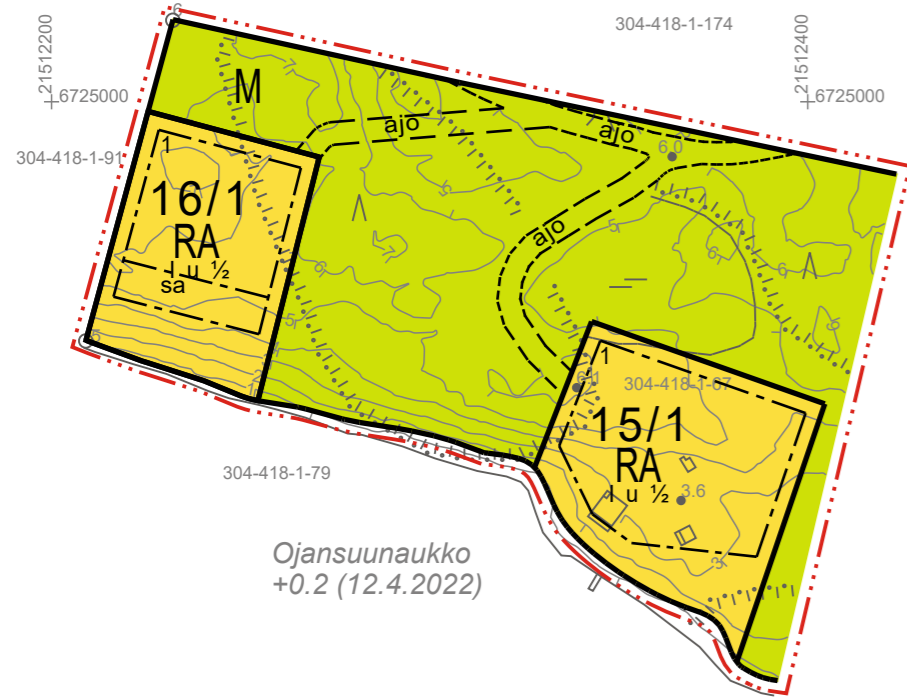 304-418-1-174
21512200
21512400
6725000
6725000
M
ajo
ajo
6.0
304-418-1-91
1
16/1
RA
I u ½
sa
ajo
1
304-418-1-67
15/1
RA
I u ½
3.6
304-418-1-79
Ojansuunaukko
+0.2 (12.4.2022)